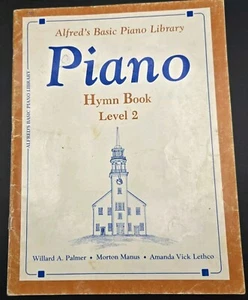 Alfred's Basic Piano Library
Piano
Hymn Book
Level 2
ALFRED'S BASIC PIANO LIBRARY
Willard A. Palmer • Morton Manus • Amanda Vick Lethco